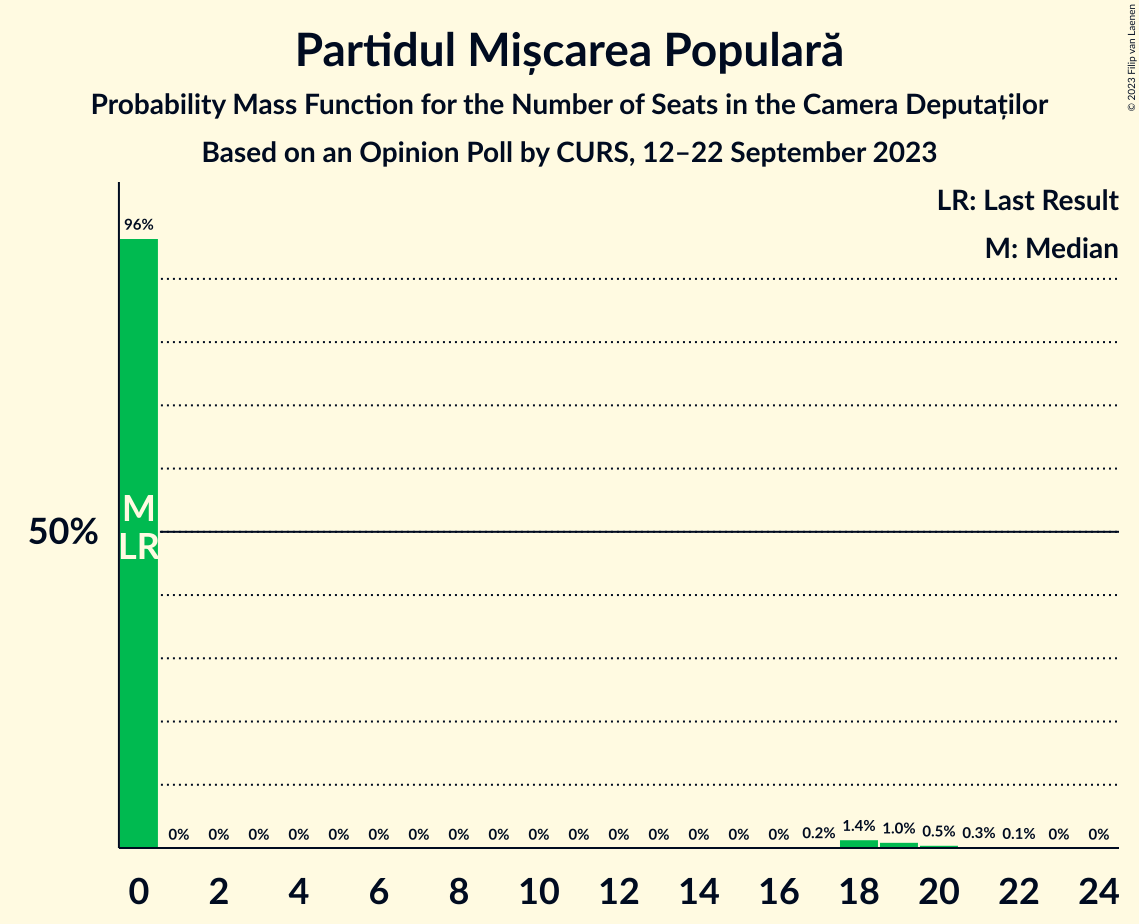 Partidul Mișcarea Populară
Probability Mass Function for the Number of Seats in the Camera Deputaților
Based on an Opinion Poll by CURS, 12–22 September 2023
© 2023 Filip van Laenen
LR: Last Result
M: Median
96%
M
LR
50%
0% 0% 0% 0% 0% 0% 0% 0% 0% 0% 0% 0% 0% 0% 0% 0% 0.2% 1.4% 1.0% 0.5% 0.3% 0.1% 0% 0%
0 2 4 6 8 10 12 14 16 18 20 22 24